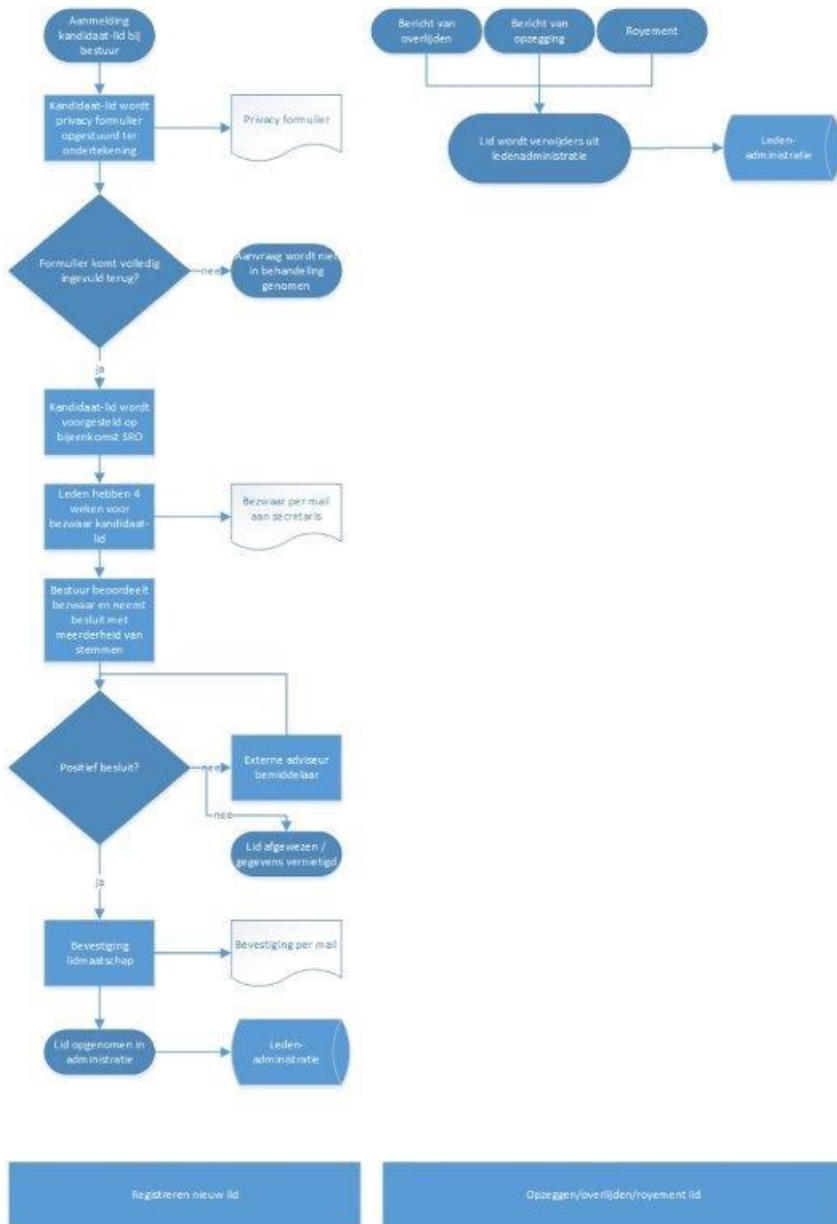 Aanmelding
kandidaat-lid bij
bestuur
Kandidaat-lid wordt
privacy formulier
opgestuurd ter
ondertekening
Privacy formulier
Formulier komt volledig
ingevuld terug?
nee
Aanvraag wordt niet
in behandeling
genomen
ja
Kandidaat-lid wordt
voorgesteld op
bijeenkomst SRO
Leden hebben 4
weken voor
bezwaar kandidaat-
lid
Bezwaar per mail
aan secretaris
Bestuur beoordeelt
bezwaar en neemt
besluit met
meerderheid van
stemmen
Positief besluit?
nee
Externe adviseur
bemiddelaar
nee
Lid afgewezen /
gegevens vernietigd
ja
Bevestiging
lidmaatschap
Bevestiging per mail
Lid opgenomen in
administratie
Leden-
administratie
Registreren nieuw lid
Bericht van
overlijden
Bericht van
opzegging
Royement
Lid wordt verwijders uit
ledenadministratie
Leden-
administratie
Opzeggen/overlijden/royement lid